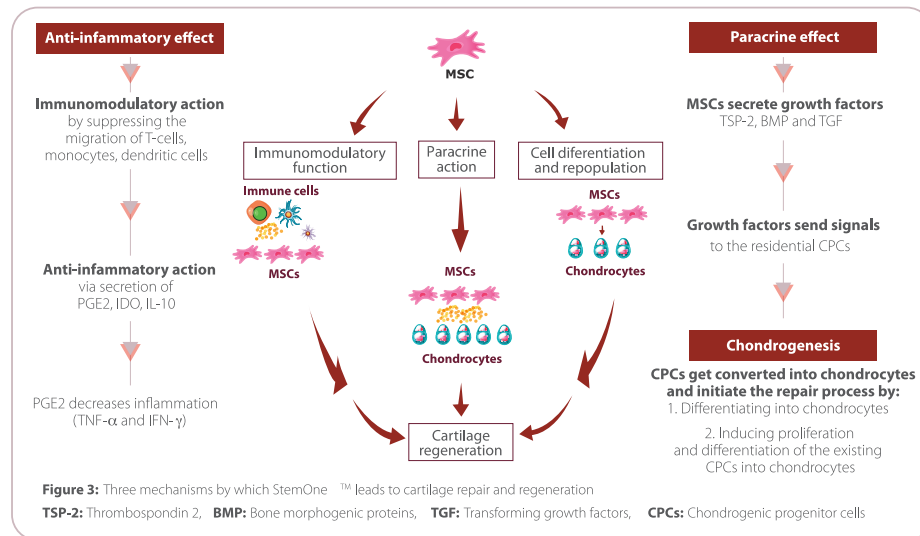 Anti-infammatory effect
Immunomodulatory action
by suppressing the
migration of T-cells,
monocytes, dendritic cells
Anti-inflammatory action
via secretion of
PGE2, IDO, IL-10
PGE2 decreases inflammation
(TNF-α and IFN-γ)
MSC
Immunomodulatory
function
Paracrine
action
Cell diferentiation
and repopulation
Immune cells
MSCs
MSCs
Chondrocytes
MSCs
Chondrocytes
Cartilage
regeneration
Paracrine effect
MSCs secrete growth factors
TSP-2, BMP and TGF
Growth factors send signals
to the residential CPCs
Chondrogenesis
CPCs get converted into chondrocytes
and initiate the repair process by:
1. Differentiating into chondrocytes
2. Inducing proliferation
and differentiation of the existing
CPCs into chondrocytes
Figure 3: Three mechanisms by which StemOne ™ leads to cartilage repair and regeneration
TSP-2: Thrombospondin 2, BMP: Bone morphogenic proteins, TGF: Transforming growth factors, CPCs: Chondrogenic progenitor cells